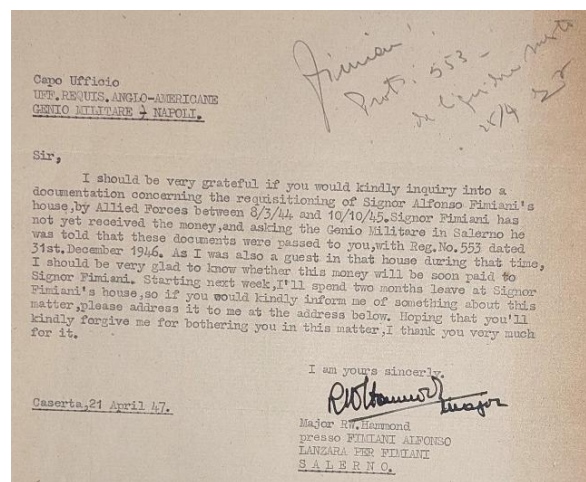 Fimiani
Prot: 553 -
25/4
Capo Ufficio
UFF.REQUIS.ANGLO-AMERICANE
GENIO MILITARE 7 NAPOLI.
Sir,
I should be very grateful if you would kindly inquiry into a
documentation concerning the requisitioning of Signor Alfonso Fimiani's
house,by Allied Forces between 8/3/44 and 10/10/45.Signor Fimiani has
not yet received the money,and asking the Genio Militare in Salerno he
was told that these documents were passed to you,with Reg.No.553 dated
31st.December 1946. As I was also a guest in that house during that time,
I should be very glad to know whether this money will be soon paid to
Signor Fimiani. Starting next week,I'll spend two months leave at Signor
Fimiani's house,so if you would kindly inform me of something about this
matter,please address it to me at the address below. Hoping that you'll
kindly forgive me for bothering you in this matter,I thank you very much
for it.
I am yours sincerly.
RW Hammond Major
Caserta,21 April 47.
Major RW.Hammond
presso FIMIANI ALFONSO
LANZARA PER FIMIANI
SALERNO.